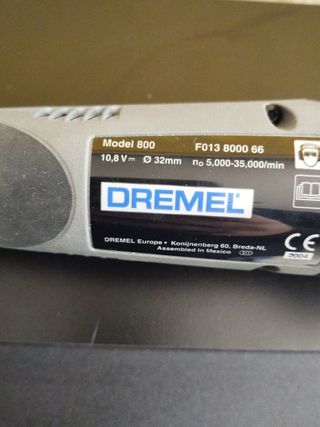 Model 800 F013 8000 66
10,8 V⎓ Ø 32mm n₀ 5,000-35,000/min
DREMEL
DREMEL Europe • Konijnenberg 60, Breda-NL
Assembled in Mexico
CE
2004